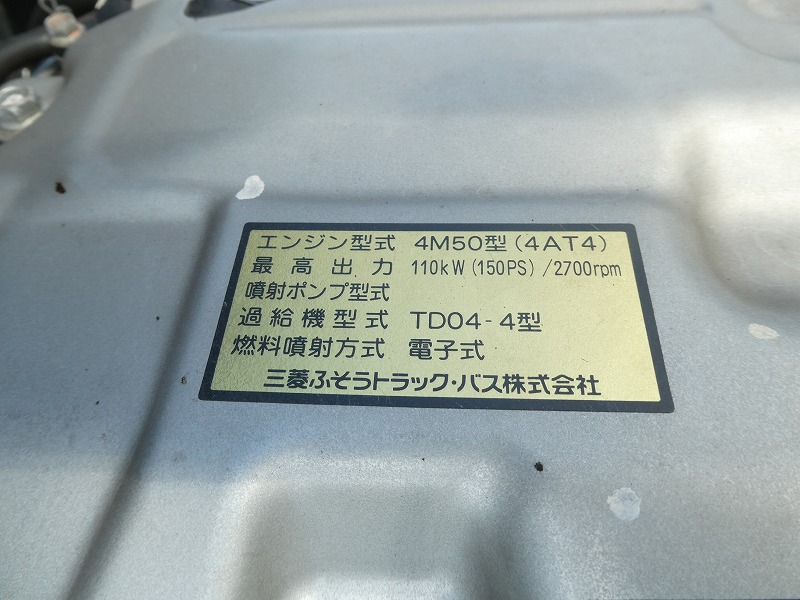 エンジン型式 4M50型(4AT4)
最高出力 110kW(150PS)/2700rpm
噴射ポンプ型式
過給機型式 TD04-4型
燃料噴射方式 電子式
三菱ふそうトラック・バス株式会社